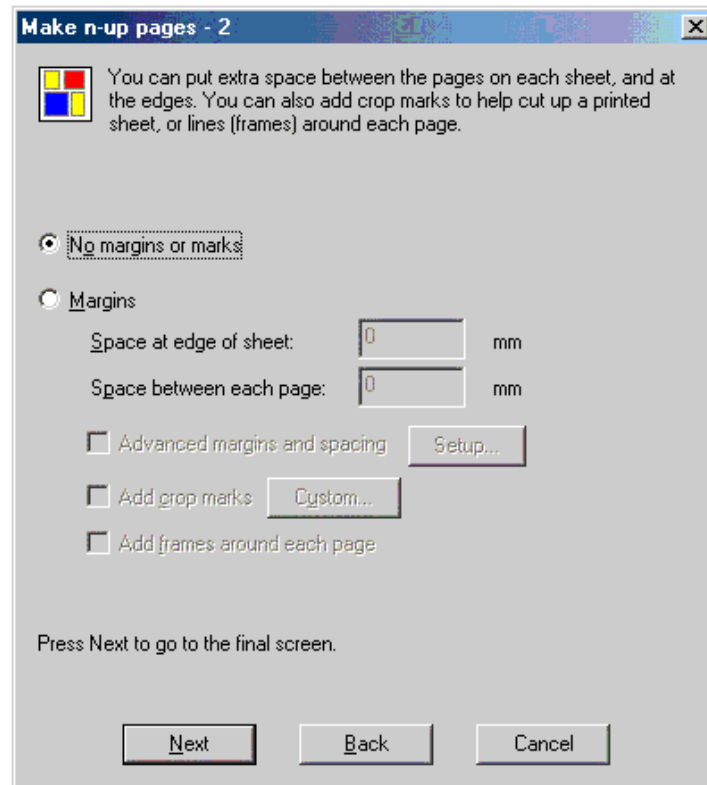 Make n-up pages - 2
You can put extra space between the pages on each sheet, and at
the edges. You can also add crop marks to help cut up a printed
sheet, or lines (frames) around each page.
No margins or marks
Margins
Space at edge of sheet: 0 mm
Space between each page: 0 mm
Advanced margins and spacing Setup...
Add crop marks Custom...
Add frames around each page
Press Next to go to the final screen.
Next Back Cancel